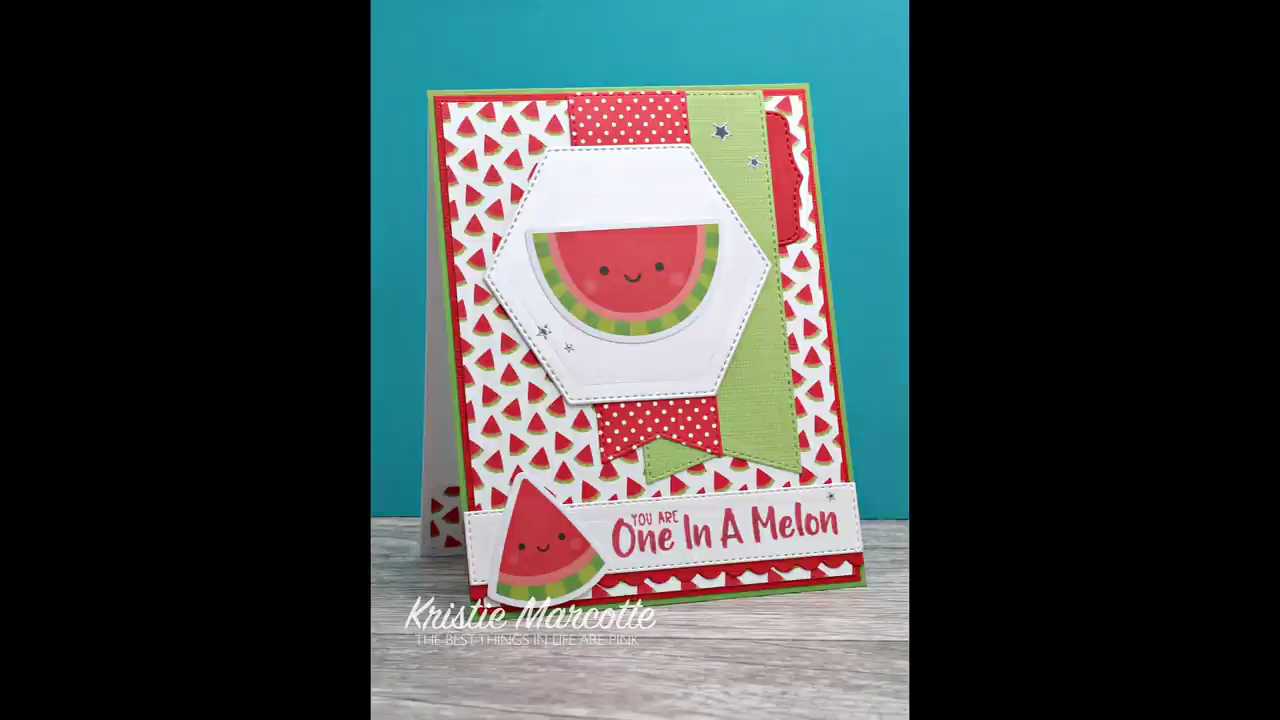 YOU ARE
One In A Melon
Kristie Marcotte
THE BEST THINGS IN LIFE ARE PINK